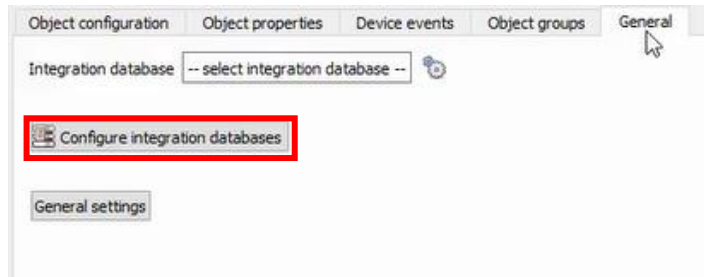 Object configuration Object properties Device events Object groups General
Integration database -- select integration database --
Configure integration databases
General settings